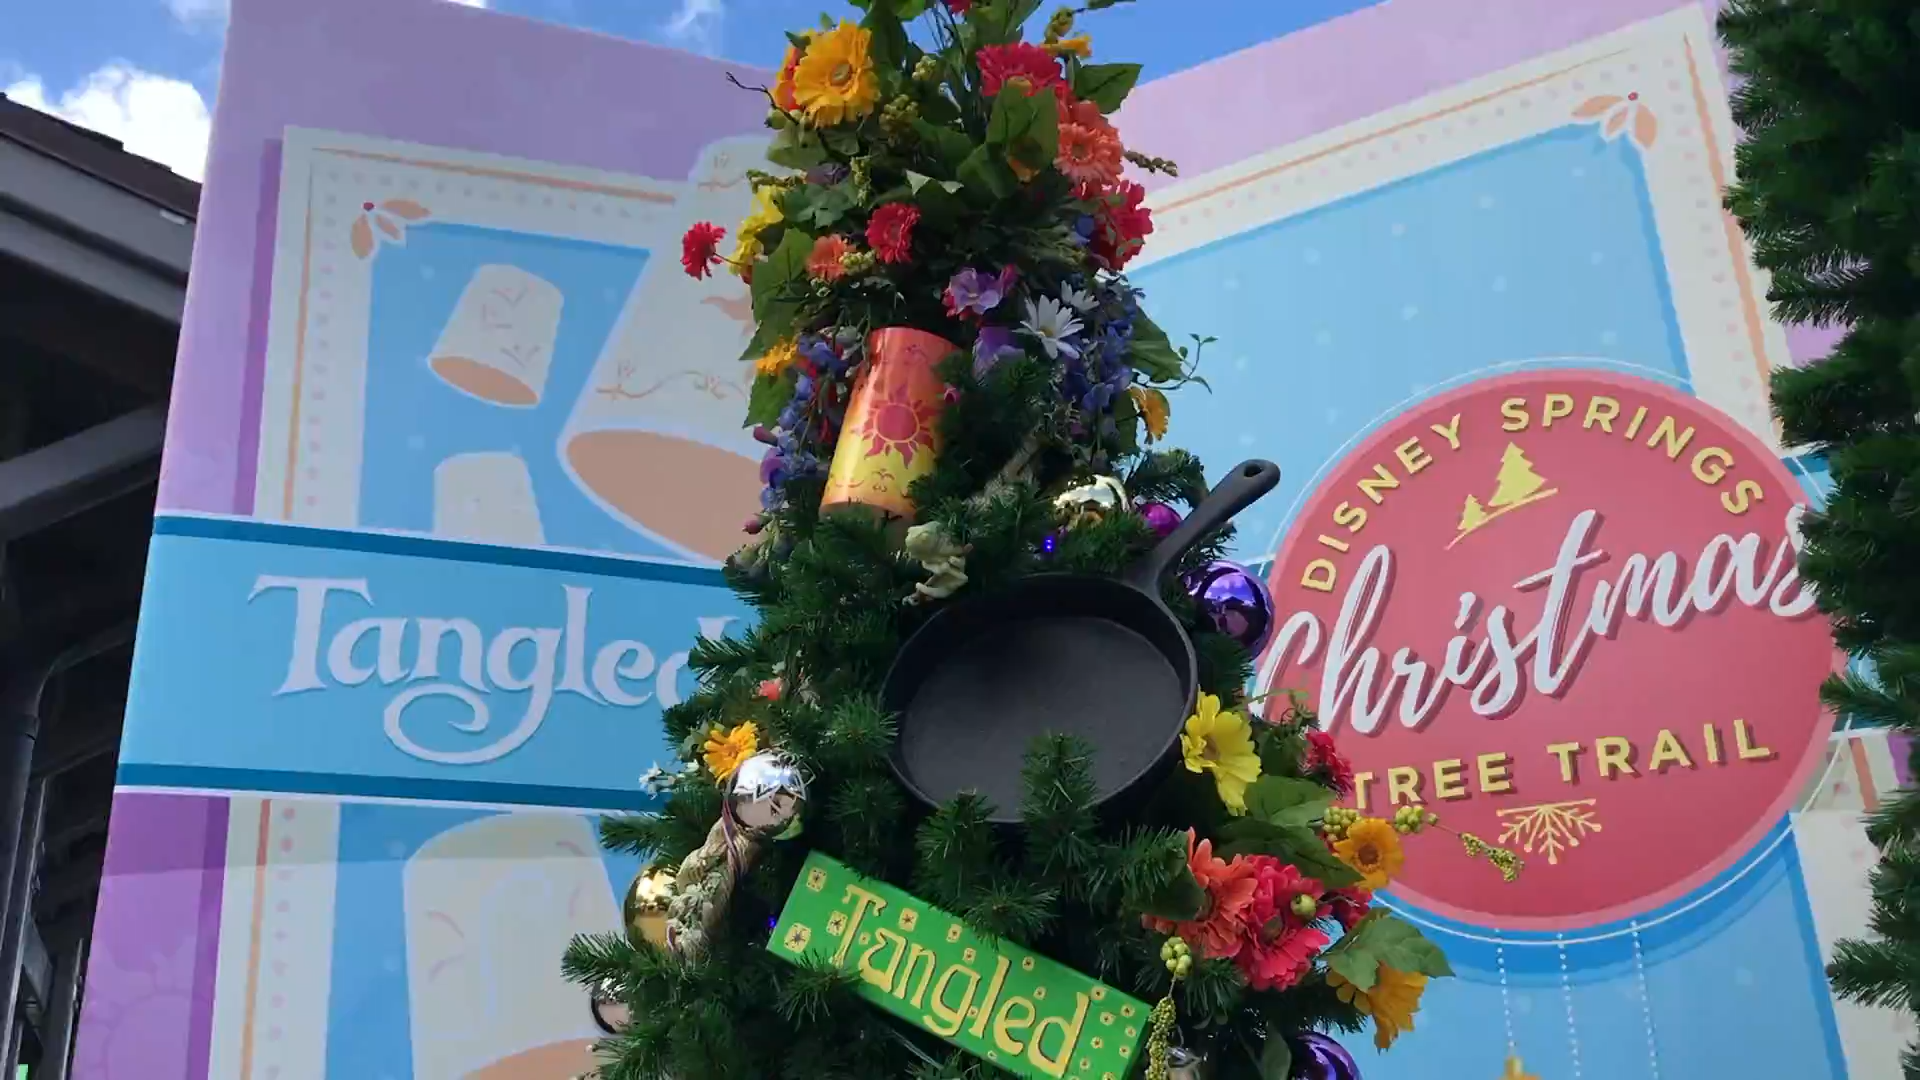 Tangled
DISNEY SPRINGS
Christmas
TREE TRAIL
Tangled